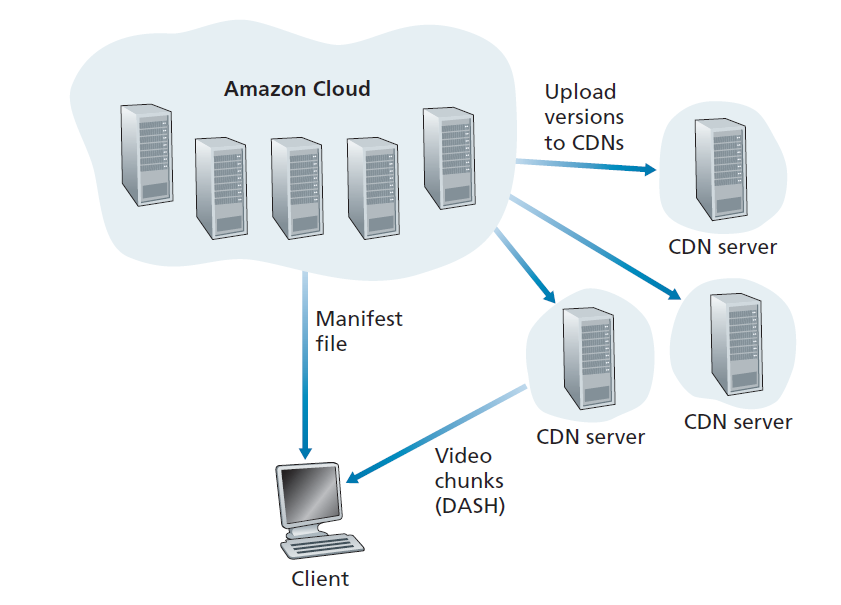 Amazon Cloud
Upload
versions
to CDNs
CDN server
Manifest
file
CDN server
CDN server
Video
chunks
(DASH)
Client